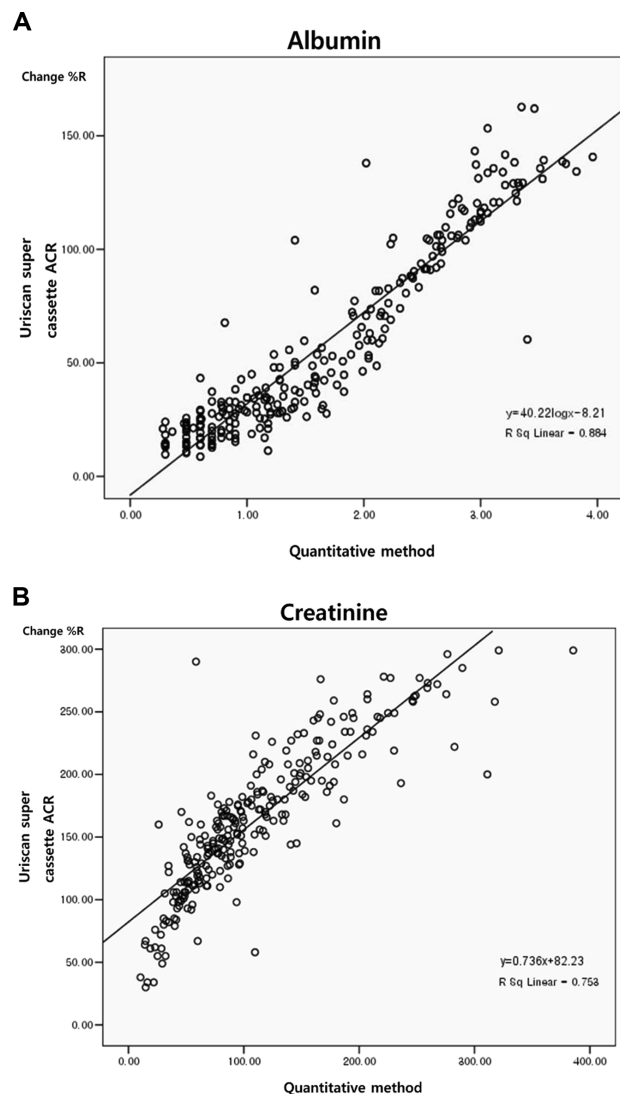 A
Albumin
Change %R
150.00
100.00
50.00
0.00
Uriscan super
cassette ACR
y=40.22logx−8.21
R Sq Linear = 0.884
0.00 1.00 2.00 3.00 4.00
Quantitative method
B
Creatinine
Change %R
300.00
250.00
200.00
150.00
100.00
50.00
0.00
Uriscan super
cassette ACR
y=0.736x+82.23
R Sq Linear = 0.753
0.00 100.00 200.00 300.00 400.00
Quantitative method